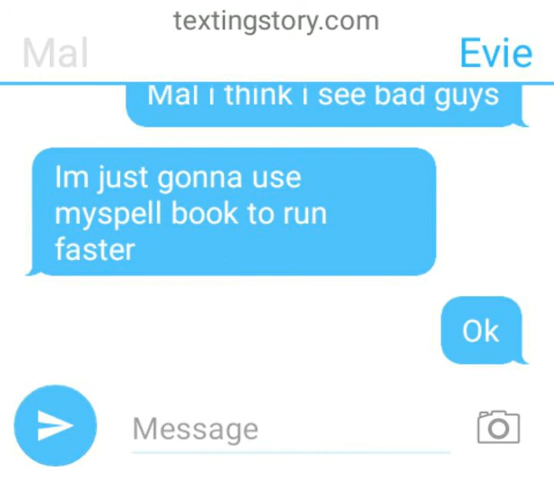 textingstory.com
Mal
Evie
Mal i think i see bad guys
Im just gonna use
myspell book to run
faster
Ok
Message